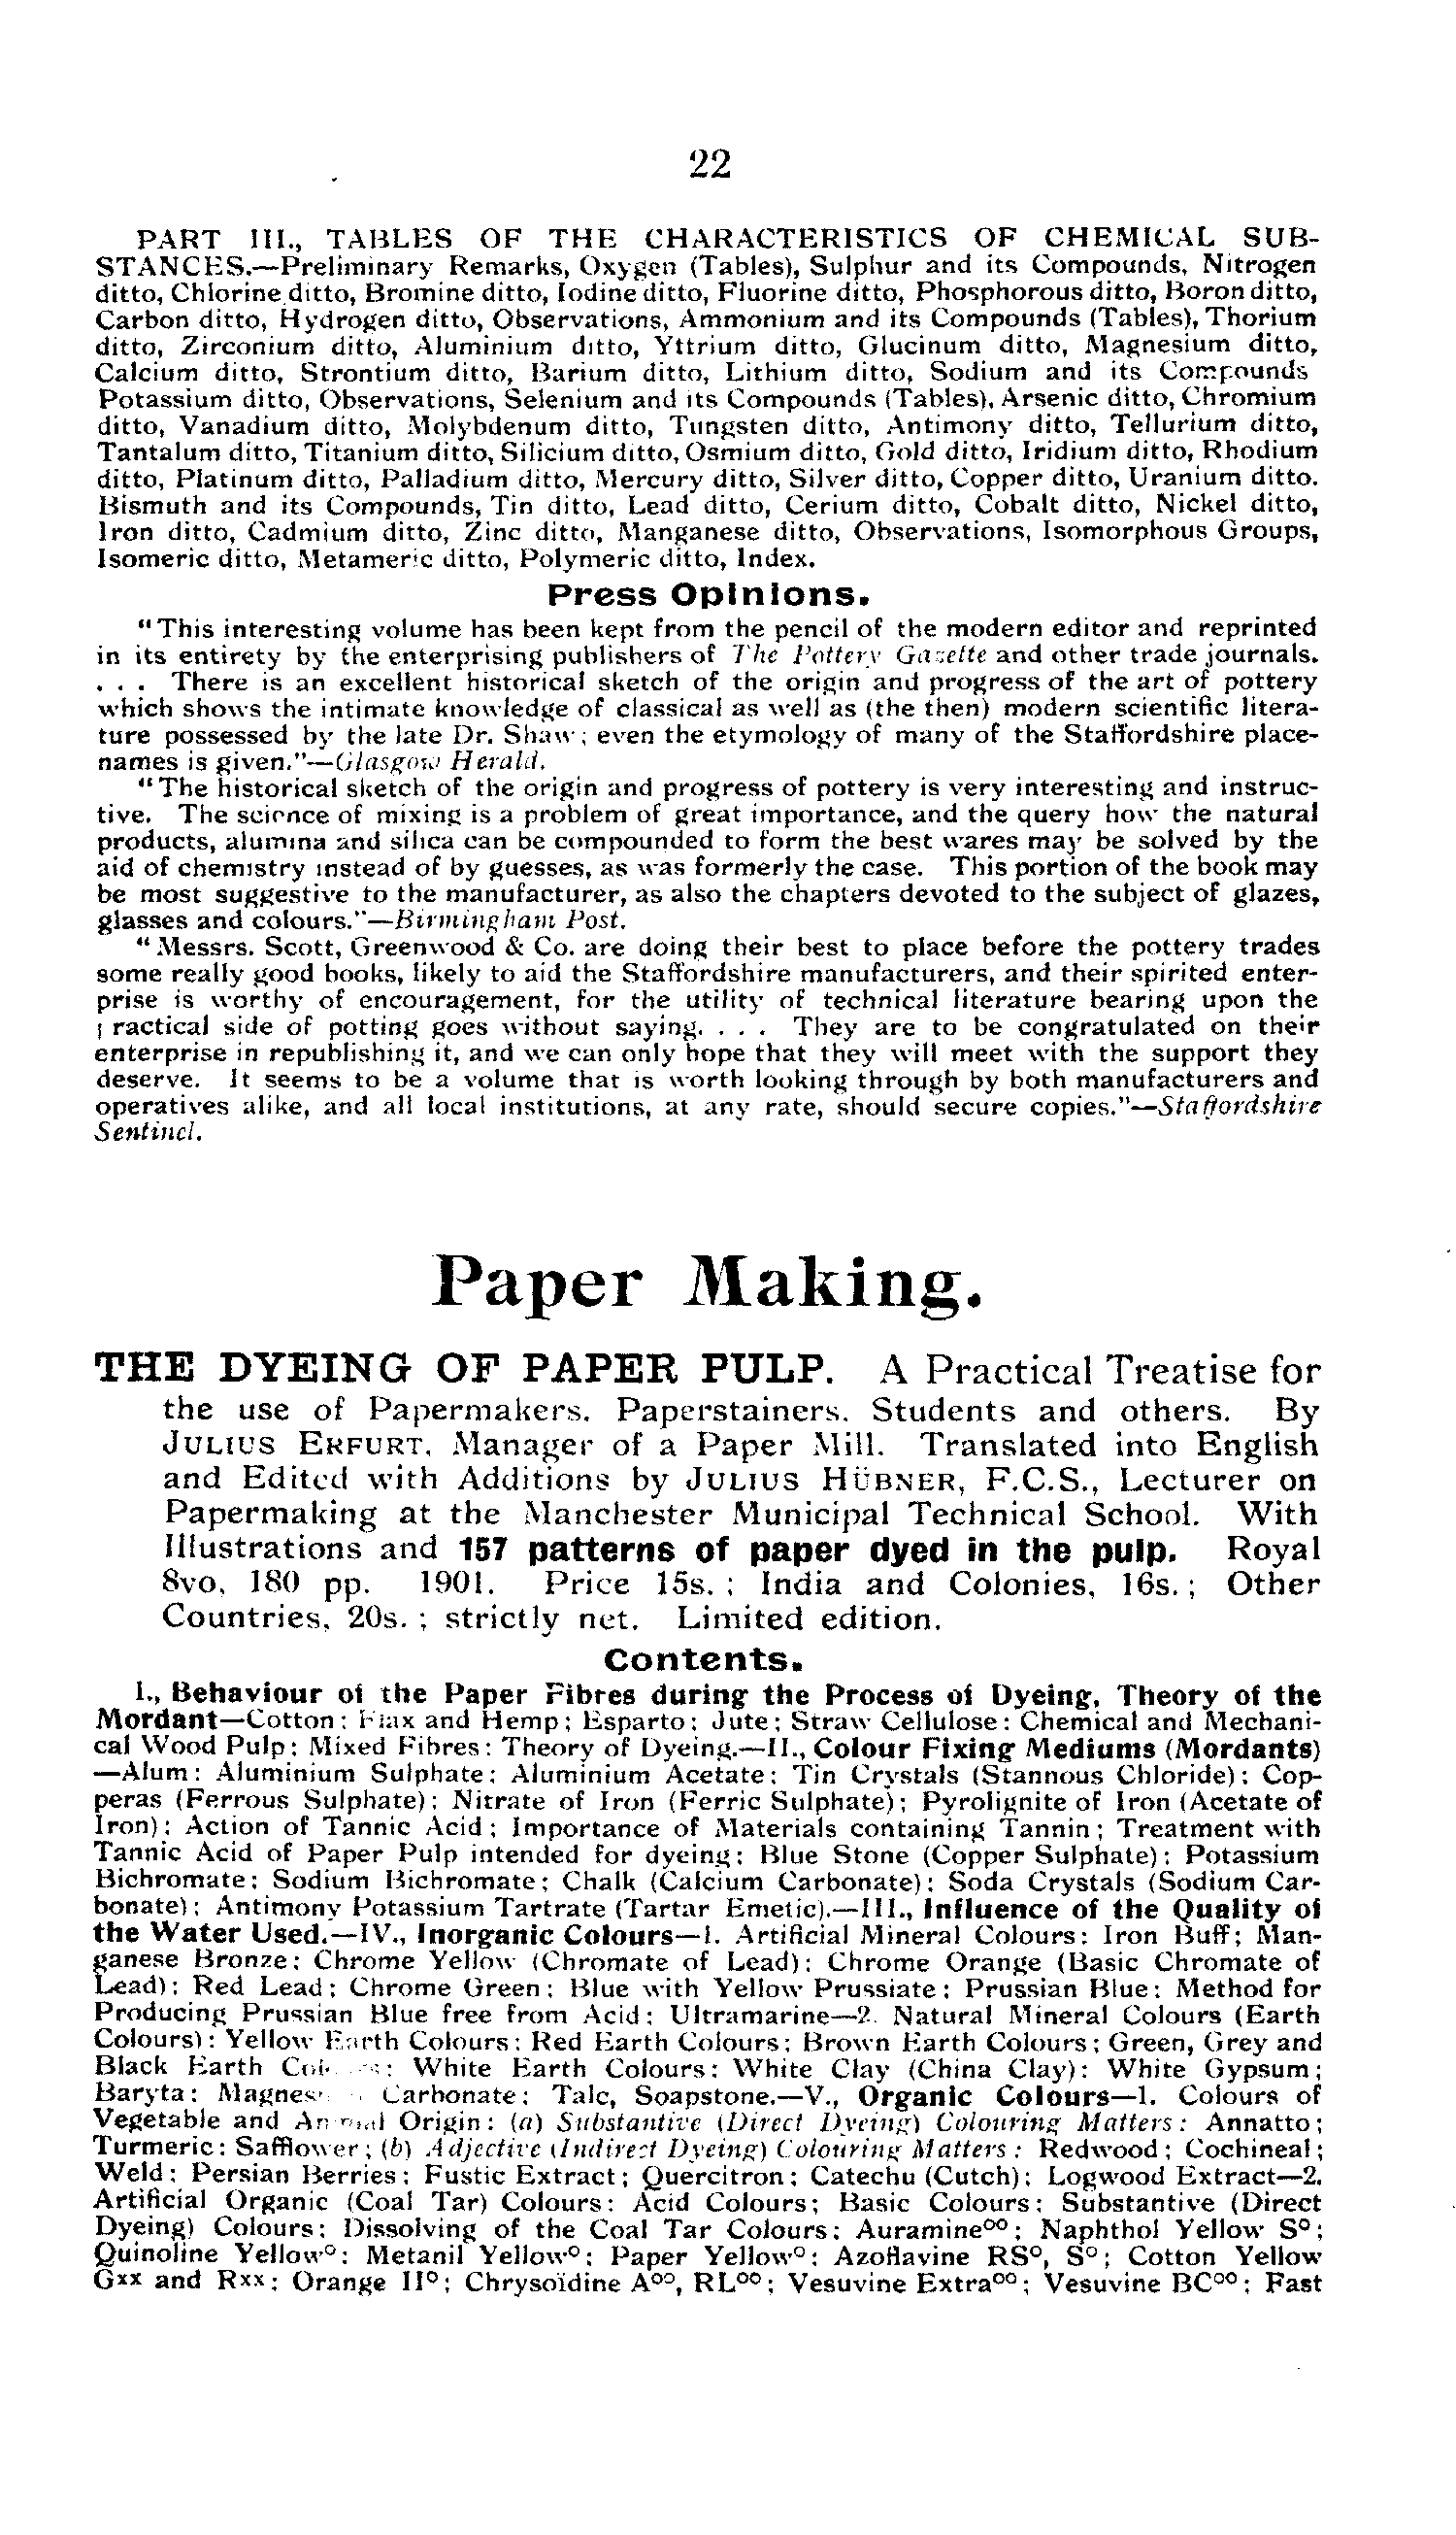 22
PART III., TABLES OF THE CHARACTERISTICS OF CHEMICAL SUB-
STANCES.—Preliminary Remarks, Oxygen (Tables), Sulphur and its Compounds, Nitrogen
ditto, Chlorine ditto, Bromine ditto, Iodine ditto, Fluorine ditto, Phosphorous ditto, Boron ditto,
Carbon ditto, Hydrogen ditto, Observations, Ammonium and its Compounds (Tables), Thorium
ditto, Zirconium ditto, Aluminium ditto, Yttrium ditto, Glucinum ditto, Magnesium ditto,
Calcium ditto, Strontium ditto, Barium ditto, Lithium ditto, Sodium and its Compounds
Potassium ditto, Observations, Selenium and its Compounds (Tables), Arsenic ditto, Chromium
ditto, Vanadium ditto, Molybdenum ditto, Tungsten ditto, Antimony ditto, Tellurium ditto,
Tantalum ditto, Titanium ditto, Silicium ditto, Osmium ditto, Gold ditto, Iridium ditto, Rhodium
ditto, Platinum ditto, Palladium ditto, Mercury ditto, Silver ditto, Copper ditto, Uranium ditto.
Bismuth and its Compounds, Tin ditto, Lead ditto, Cerium ditto, Cobalt ditto, Nickel ditto,
Iron ditto, Cadmium ditto, Zinc ditto, Manganese ditto, Observations, Isomorphous Groups,
Isomeric ditto, Metameric ditto, Polymeric ditto, Index.
Press Opinions.
"This interesting volume has been kept from the pencil of the modern editor and reprinted
in its entirety by the enterprising publishers of The Pottery Gazette and other trade journals.
. . . There is an excellent historical sketch of the origin and progress of the art of pottery
which shows the intimate knowledge of classical as well as (the then) modern scientific litera-
ture possessed by the late Dr. Shaw; even the etymology of many of the Staffordshire place-
names is given."—Glasgow Herald.
"The historical sketch of the origin and progress of pottery is very interesting and instruc-
tive. The science of mixing is a problem of great importance, and the query how the natural
products, alumina and silica can be compounded to form the best wares may be solved by the
aid of chemistry instead of by guesses, as was formerly the case. This portion of the book may
be most suggestive to the manufacturer, as also the chapters devoted to the subject of glazes,
glasses and colours."—Birmingham Post.
"Messrs. Scott, Greenwood & Co. are doing their best to place before the pottery trades
some really good books, likely to aid the Staffordshire manufacturers, and their spirited enter-
prise is worthy of encouragement, for the utility of technical literature bearing upon the
practical side of potting goes without saying. . . . They are to be congratulated on their
enterprise in republishing it, and we can only hope that they will meet with the support they
deserve. It seems to be a volume that is worth looking through by both manufacturers and
operatives alike, and all local institutions, at any rate, should secure copies."—Staffordshire
Sentinel.
Paper Making.
THE DYEING OF PAPER PULP. A Practical Treatise for
the use of Papermakers, Paperstainers, Students and others. By
JULIUS ERFURT, Manager of a Paper Mill. Translated into English
and Edited with Additions by JULIUS HÜBNER, F.C.S., Lecturer on
Papermaking at the Manchester Municipal Technical School. With
Illustrations and 157 patterns of paper dyed in the pulp. Royal
8vo, 180 pp. 1901. Price 15s.; India and Colonies, 16s.; Other
Countries, 20s.; strictly net. Limited edition.
Contents.
I., Behaviour of the Paper Fibres during the Process of Dyeing, Theory of the
Mordant—Cotton; Flax and Hemp; Esparto; Jute; Straw Cellulose; Chemical and Mechani-
cal Wood Pulp; Mixed Fibres; Theory of Dyeing.—II., Colour Fixing Mediums (Mordants)
—Alum; Aluminium Sulphate; Aluminium Acetate; Tin Crystals (Stannous Chloride); Cop-
peras (Ferrous Sulphate); Nitrate of Iron (Ferric Sulphate); Pyrolignite of Iron (Acetate of
Iron); Action of Tannic Acid; Importance of Materials containing Tannin; Treatment with
Tannic Acid of Paper Pulp intended for dyeing; Blue Stone (Copper Sulphate); Potassium
Bichromate; Sodium Bichromate; Chalk (Calcium Carbonate); Soda Crystals (Sodium Car-
bonate); Antimony Potassium Tartrate (Tartar Emetic).—III., Influence of the Quality of
the Water Used.—IV., Inorganic Colours—1. Artificial Mineral Colours: Iron Buff; Man-
ganese Bronze; Chrome Yellow (Chromate of Lead); Chrome Orange (Basic Chromate of
Lead); Red Lead; Chrome Green; Blue with Yellow Prussiate; Prussian Blue; Method for
Producing Prussian Blue free from Acid; Ultramarine—2. Natural Mineral Colours (Earth
Colours): Yellow Earth Colours; Red Earth Colours; Brown Earth Colours; Green, Grey and
Black Earth : White Earth Colours; White Clay (China Clay); White Gypsum;
Baryta; Carbonate; Talc, Soapstone.—V., Organic Colours—1. Colours of
Vegetable and Animal Origin: (a) Substantive (Direct Dyeing) Colouring Matters: Annatto;
Turmeric; Safflower; (b) Adjective (Indirect Dyeing) Colouring Matters: Redwood; Cochineal;
Weld; Persian Berries; Fustic Extract; Quercitron; Catechu (Cutch); Logwood Extract—2.
Artificial Organic (Coal Tar) Colours: Acid Colours; Basic Colours; Substantive (Direct
Dyeing) Colours; Dissolving of the Coal Tar Colours; Auramine°°; Naphthol Yellow S°;
Quinoline Yellow°; Metanil Yellow°; Paper Yellow°; Azoflavine RS°, S°; Cotton Yellow
Gxx and Rxx; Orange II°; Chrysoïdine A°°, RL°°; Vesuvine Extra°°; Vesuvine BC°°; Fast